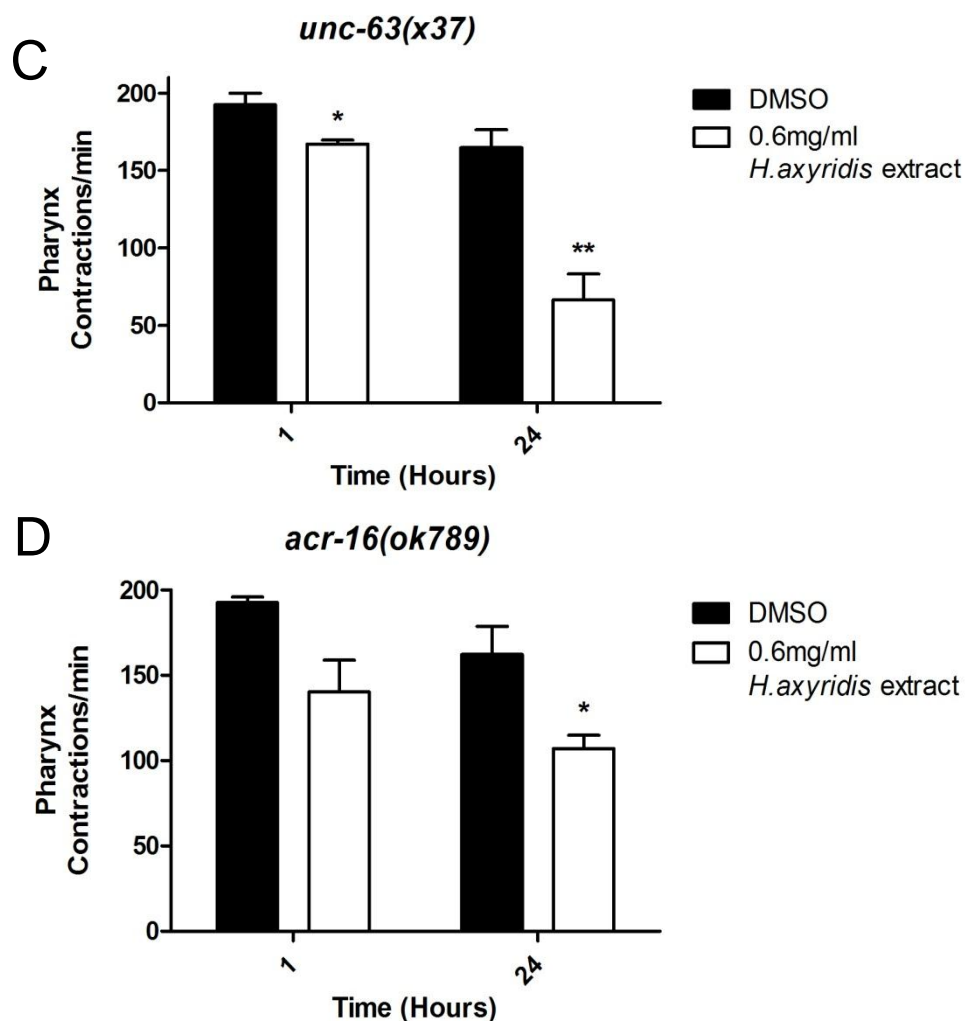 C
unc-63(x37)
200
150
100
50
0
Pharynx
Contractions/min
*
**
1
24
Time (Hours)
DMSO
0.6mg/ml
H.axyridis extract
D
acr-16(ok789)
200
150
100
50
0
Pharynx
Contractions/min
*
1
24
Time (Hours)
DMSO
0.6mg/ml
H.axyridis extract